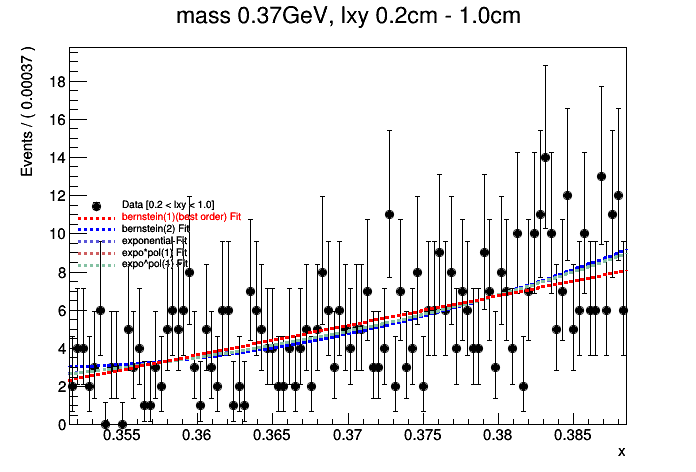 mass 0.37GeV, lxy 0.2cm - 1.0cm
Events / ( 0.00037 )
18
16
14
12
10
8
6
4
2
0
Data [0.2 < lxy < 1.0]
bernstein(1)(best order) Fit
bernstein(2) Fit
exponential Fit
expo*pol(1) Fit
expo^pol(4) Fit
0.355 0.36 0.365 0.37 0.375 0.38 0.385
x